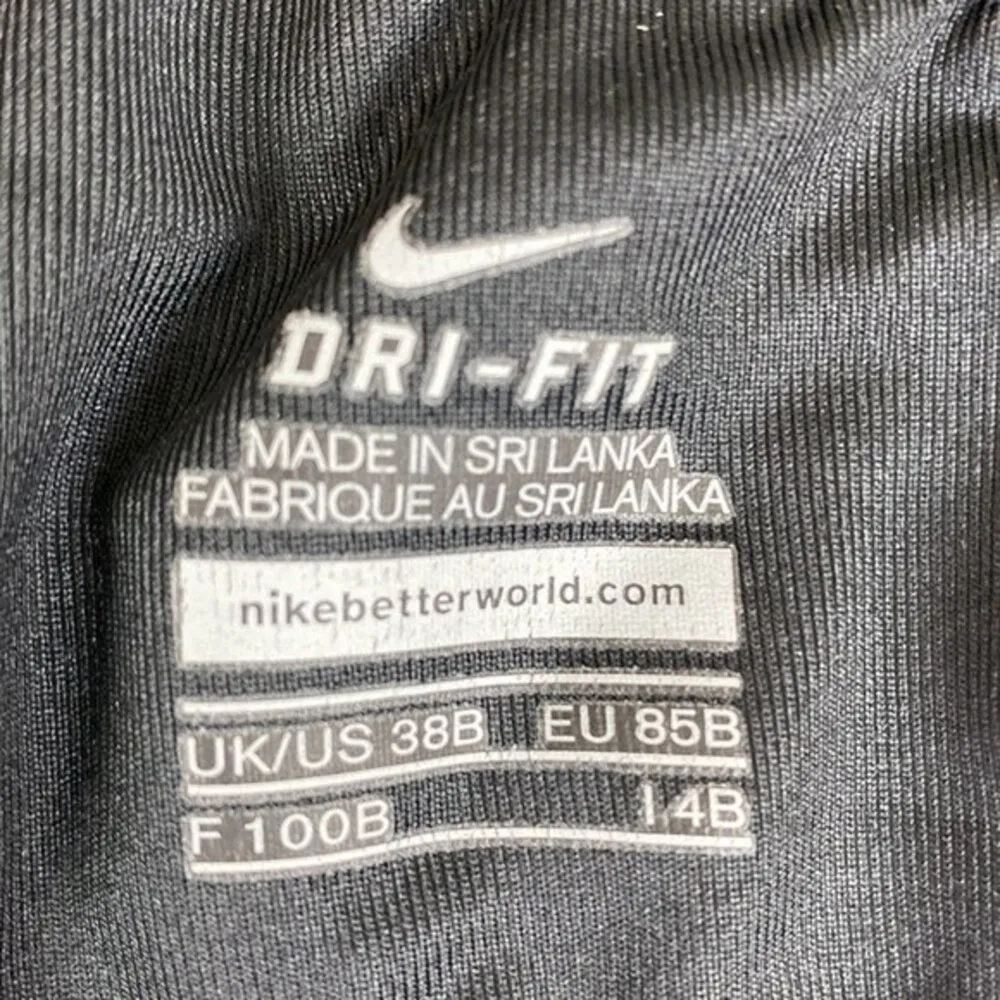 DRI-FIT
MADE IN SRI LANKA
FABRIQUE AU SRI LANKA
nikebetterworld.com
UK/US 38B EU 85B
F 100B I 4B